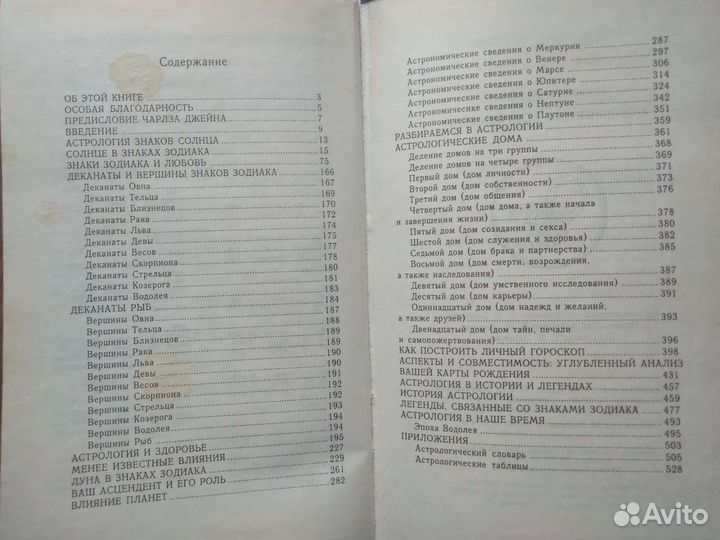 Содержание
ОБ ЭТОЙ КНИГЕ 3
ОСОБАЯ БЛАГОДАРНОСТЬ 5
ПРЕДИСЛОВИЕ ЧАРЛЗА ДЖЕЙНА 7
ВВЕДЕНИЕ 9
АСТРОЛОГИЯ ЗНАКОВ СОЛНЦА 13
СОЛНЦЕ В ЗНАКАХ ЗОДИАКА 15
ЗНАКИ ЗОДИАКА И ЛЮБОВЬ 75
ДЕКАНАТЫ И ВЕРШИНЫ ЗНАКОВ ЗОДИАКА 166
Деканаты Овна 167
Деканаты Тельца 169
Деканаты Близнецов 170
Деканаты Рака 172
Деканаты Льва 174
Деканаты Девы 175
Деканаты Весов 177
Деканаты Скорпиона 178
Деканаты Стрельца 180
Деканаты Козерога 181
Деканаты Водолея 183
ДЕКАНАТЫ РЫБ 184
Вершины Овна 187
Вершины Тельца 188
Вершины Близнецов 189
Вершины Рака 189
Вершины Льва 190
Вершины Девы 190
Вершины Весов 191
Вершины Скорпиона 192
Вершины Стрельца 192
Вершины Козерога 193
Вершины Водолея 194
Вершины Рыб 194
АСТРОЛОГИЯ И ЗДОРОВЬЕ 195
МЕНЕЕ ИЗВЕСТНЫЕ ВЛИЯНИЯ 227
ЛУНА В ЗНАКАХ ЗОДИАКА 229
ВАШ АСЦЕНДЕНТ И ЕГО РОЛЬ 261
ВЛИЯНИЕ ПЛАНЕТ 282
Астрономические сведения о Меркурии 287
Астрономические сведения о Венере 297
Астрономические сведения о Марсе 306
Астрономические сведения о Юпитере 314
Астрономические сведения о Сатурне 324
Астрономические сведения о Нептуне 342
Астрономические сведения о Плутоне 351
РАЗБИРАЕМСЯ В АСТРОЛОГИИ 359
АСТРОЛОГИЧЕСКИЕ ДОМА 361
Деление домов на три группы 368
Деление домов на четыре группы 369
Первый дом (дом личности) 371
Второй дом (дом собственности) 373
Третий дом (дом общения) 376
Четвертый дом (дом дома, а также начала
и завершения жизни) 378
Пятый дом (дом созидания и секса) 380
Шестой дом (дом служения и здоровья) 382
Седьмой дом (дом брака и партнерства) 385
Восьмой дом (дом смерти, возрождения,
а также наследования) 387
Девятый дом (дом умственного исследования) 389
Десятый дом (дом карьеры) 391
Одиннадцатый дом (дом надежд и желаний,
а также друзей) 393
Двенадцатый дом (дом тайн, печали
и самопожертвования) 396
КАК ПОСТРОИТЬ ЛИЧНЫЙ ГОРОСКОП 398
АСПЕКТЫ И СОВМЕСТИМОСТЬ: УГЛУБЛЕННЫЙ АНАЛИЗ
ВАШЕЙ КАРТЫ РОЖДЕНИЯ 431
АСТРОЛОГИЯ В ИСТОРИИ И ЛЕГЕНДАХ 457
ИСТОРИЯ АСТРОЛОГИИ 459
ЛЕГЕНДЫ, СВЯЗАННЫЕ СО ЗНАКАМИ ЗОДИАКА 477
АСТРОЛОГИЯ В НАШЕ ВРЕМЯ 493
Эпоха Водолея 495
ПРИЛОЖЕНИЯ 503
Астрологический словарь 505
Астрологические таблицы 528
Avito